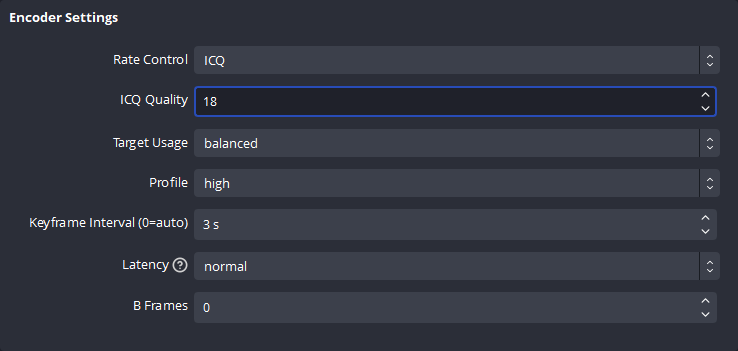 Encoder Settings
Rate Control ICQ
ICQ Quality 18
Target Usage balanced
Profile high
Keyframe Interval (0=auto) 3 s
Latency ? normal
B Frames 0